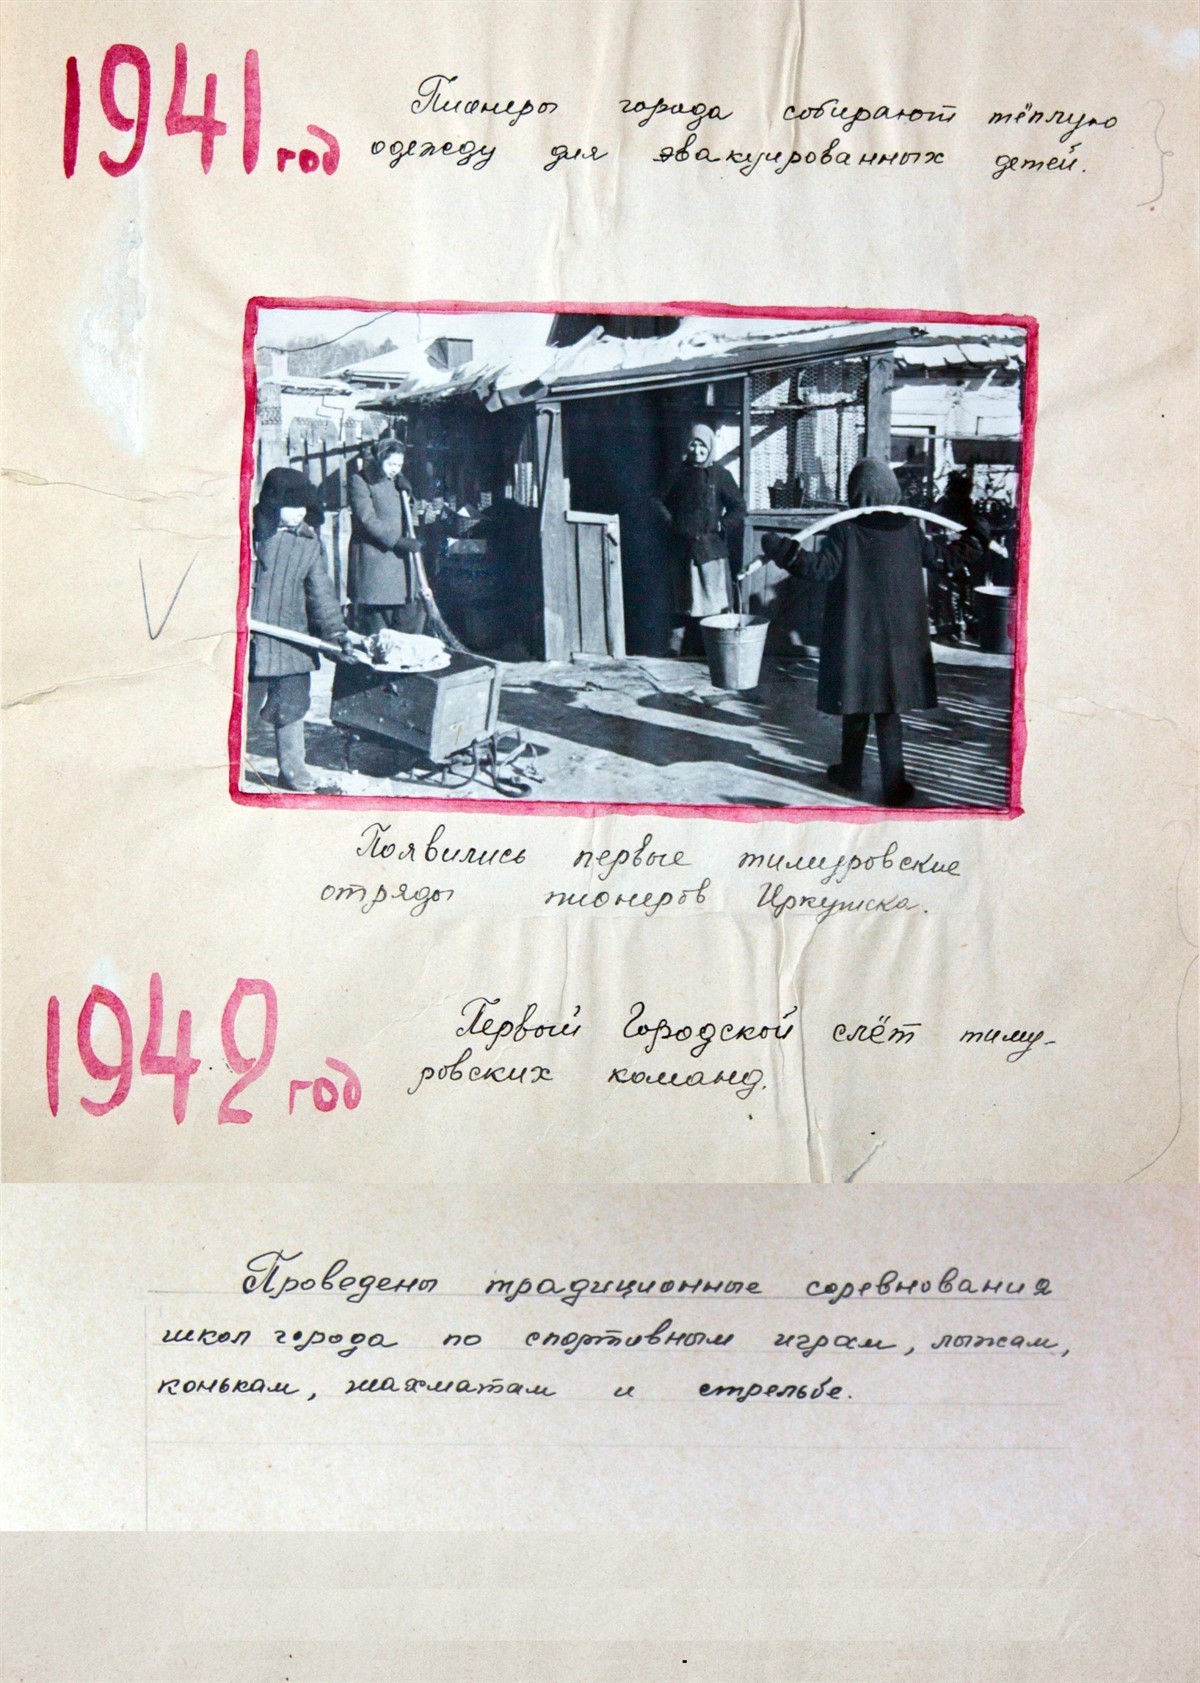 1941 год
Пионеры города собирают тёплую
одежду для эвакуированных детей.
Появились первые тимуровские
отряды пионеров Иркутска.
1942 год
Первый Городской слёт тиму-
ровских команд.
Проведены традиционные соревнования
школ города по спортивным играм, лыжам,
конькам, шахматам и стрельбе.